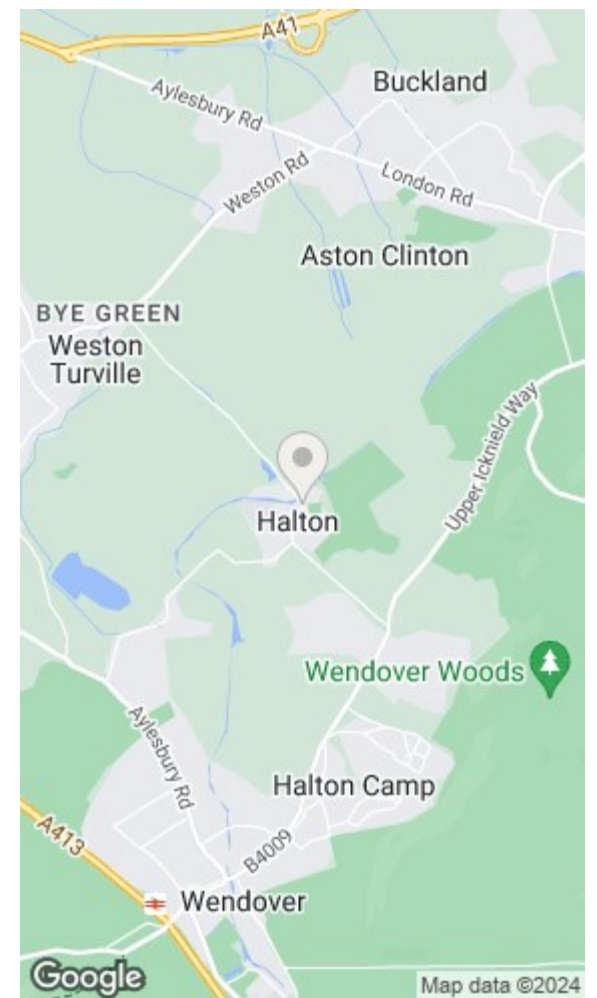 A41
Buckland
Aylesbury Rd
Weston Rd
London Rd
Aston Clinton
BYE GREEN
Weston
Turville
Upper Icknield Way
Halton
Wendover Woods
Aylesbury Rd
Halton Camp
A413
B4009
Wendover
Google
Map data ©2024